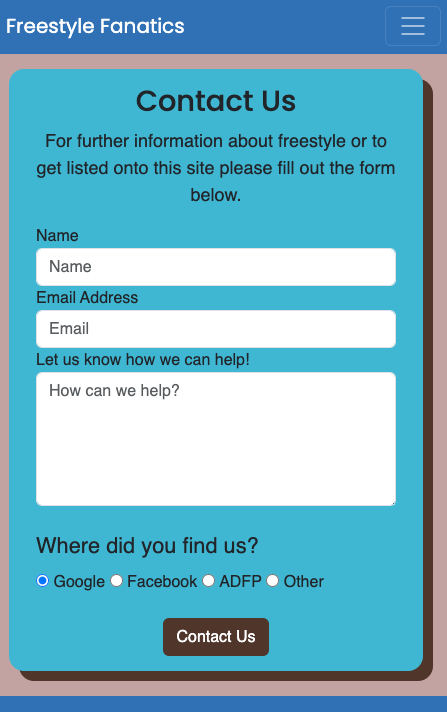 Freestyle Fanatics
Contact Us
For further information about freestyle or to
get listed onto this site please fill out the form
below.
Name
Name
Email Address
Email
Let us know how we can help!
How can we help?
Where did you find us?
Google Facebook ADFP Other
Contact Us